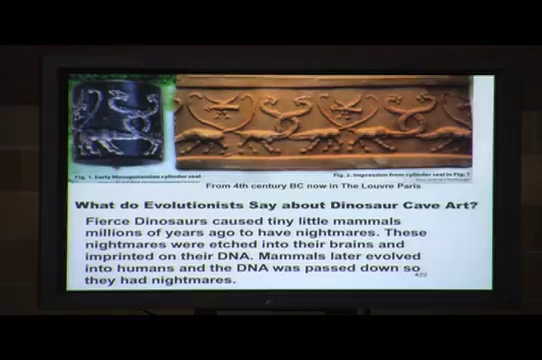 Fig. 1. Early Mesopotamian cylinder seal
Fig. 2. Impression from cylinder seal in Fig. 1
From 4th century BC now in The Louvre Paris
What do Evolutionists Say about Dinosaur Cave Art?
Fierce Dinosaurs caused tiny little mammals
millions of years ago to have nightmares. These
nightmares were etched into their brains and
imprinted on their DNA. Mammals later evolved
into humans and the DNA was passed down so
they had nightmares.
422